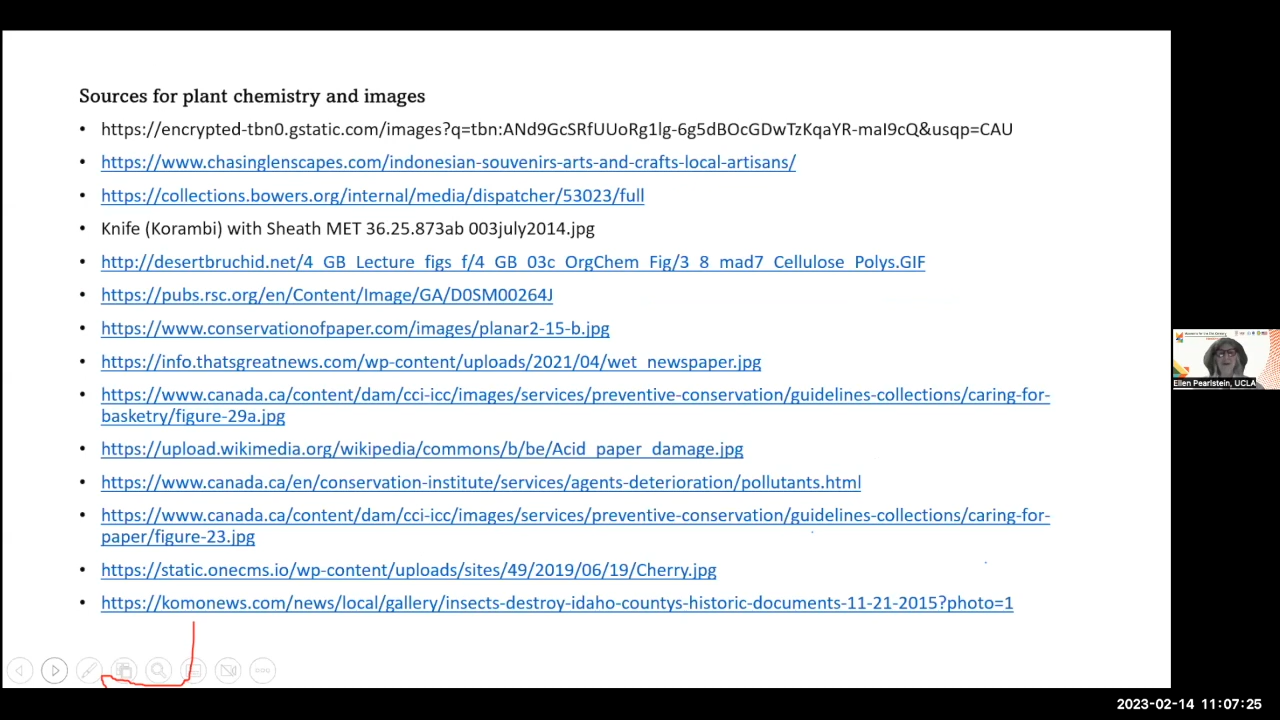 Sources for plant chemistry and images
• https://encrypted-tbn0.gstatic.com/images?q=tbn:ANd9GcSRfUUoRg1lg-6g5dBOcGDwTzKqaYR-maI9cQ&usqp=CAU
• https://www.chasinglenscapes.com/indonesian-souvenirs-arts-and-crafts-local-artisans/
• https://collections.bowers.org/internal/media/dispatcher/53023/full
• Knife (Korambi) with Sheath MET 36.25.873ab 003july2014.jpg
• http://desertbruchid.net/4_GB_Lecture_figs_f/4_GB_03c_OrgChem_Fig/3_8_mad7_Cellulose_Polys.GIF
• https://pubs.rsc.org/en/Content/Image/GA/D0SM00264J
• https://www.conservationofpaper.com/images/planar2-15-b.jpg
• https://info.thatsgreatnews.com/wp-content/uploads/2021/04/wet_newspaper.jpg
• https://www.canada.ca/content/dam/cci-icc/images/services/preventive-conservation/guidelines-collections/caring-for-
basketry/figure-29a.jpg
• https://upload.wikimedia.org/wikipedia/commons/b/be/Acid_paper_damage.jpg
• https://www.canada.ca/en/conservation-institute/services/agents-deterioration/pollutants.html
• https://www.canada.ca/content/dam/cci-icc/images/services/preventive-conservation/guidelines-collections/caring-for-
paper/figure-23.jpg
• https://static.onecms.io/wp-content/uploads/sites/49/2019/06/19/Cherry.jpg
• https://komonews.com/news/local/gallery/insects-destroy-idaho-countys-historic-documents-11-21-2015?photo=1
Ellen Pearlstein, UCLA
2023-02-14 11:07:25